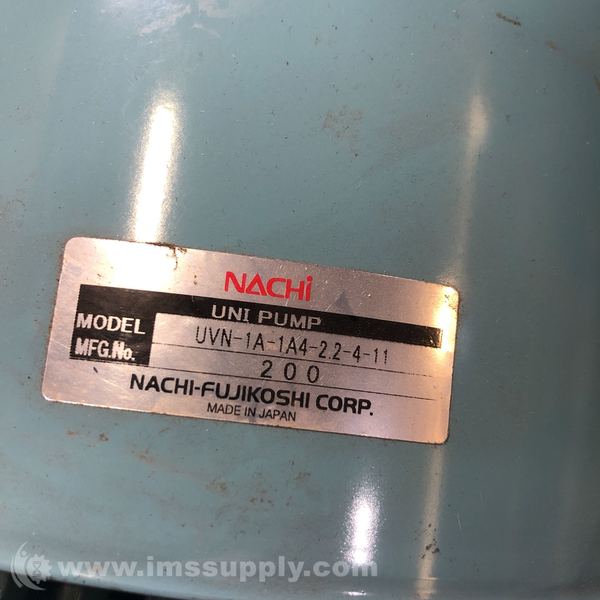 NACHi
UNI PUMP
MODEL UVN-1A-1A4-2.2-4-11
MFG.No. 200
NACHI-FUJIKOSHI CORP.
MADE IN JAPAN
www.imssupply.com